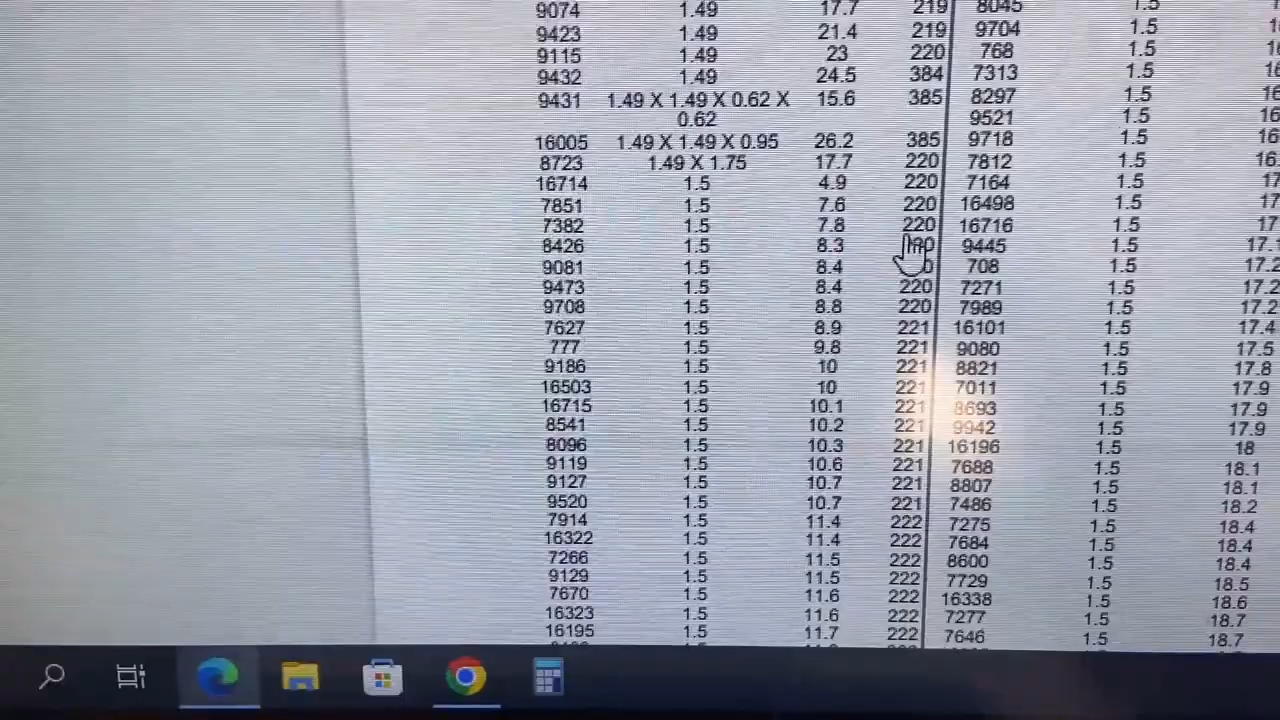 9074 1.49 17.7 219 8045 1.5
9423 1.49 21.4 219 9704 1.5
9115 1.49 23 220 768 1.5
9432 1.49 24.5 384 7313 1.5
9431 1.49 X 1.49 X 0.62 X 15.6 385 8297 1.5
0.62 9521 1.5
16005 1.49 X 1.49 X 0.95 26.2 385 9718 1.5
8723 1.49 X 1.75 17.7 220 7812 1.5
16714 1.5 4.9 220 7164 1.5
7851 1.5 7.6 220 16498 1.5
7382 1.5 7.8 220 16716 1.5
8426 1.5 8.3 9445 1.5 17.1
9081 1.5 8.4 708 1.5 17.2
9473 1.5 8.4 220 7271 1.5 17.2
9708 1.5 8.8 220 7989 1.5 17.2
7627 1.5 8.9 221 16101 1.5 17.4
777 1.5 9.8 221 9080 1.5 17.5
9186 1.5 10 221 8821 1.5 17.8
16503 1.5 10 221 7011 1.5 17.9
16715 1.5 10.1 221 8693 1.5 17.9
8541 1.5 10.2 221 9942 1.5 17.9
8096 1.5 10.3 221 16196 1.5 18
9119 1.5 10.6 221 7688 1.5 18.1
9127 1.5 10.7 221 8807 1.5 18.1
9520 1.5 10.7 221 7486 1.5 18.2
7914 1.5 11.4 222 7275 1.5 18.4
16322 1.5 11.4 222 7684 1.5 18.4
7266 1.5 11.5 222 8600 1.5 18.4
9129 1.5 11.5 222 7729 1.5 18.5
7670 1.5 11.6 222 16338 1.5 18.6
16323 1.5 11.6 222 7277 1.5 18.7
16195 1.5 11.7 222 7646 1.5 18.7